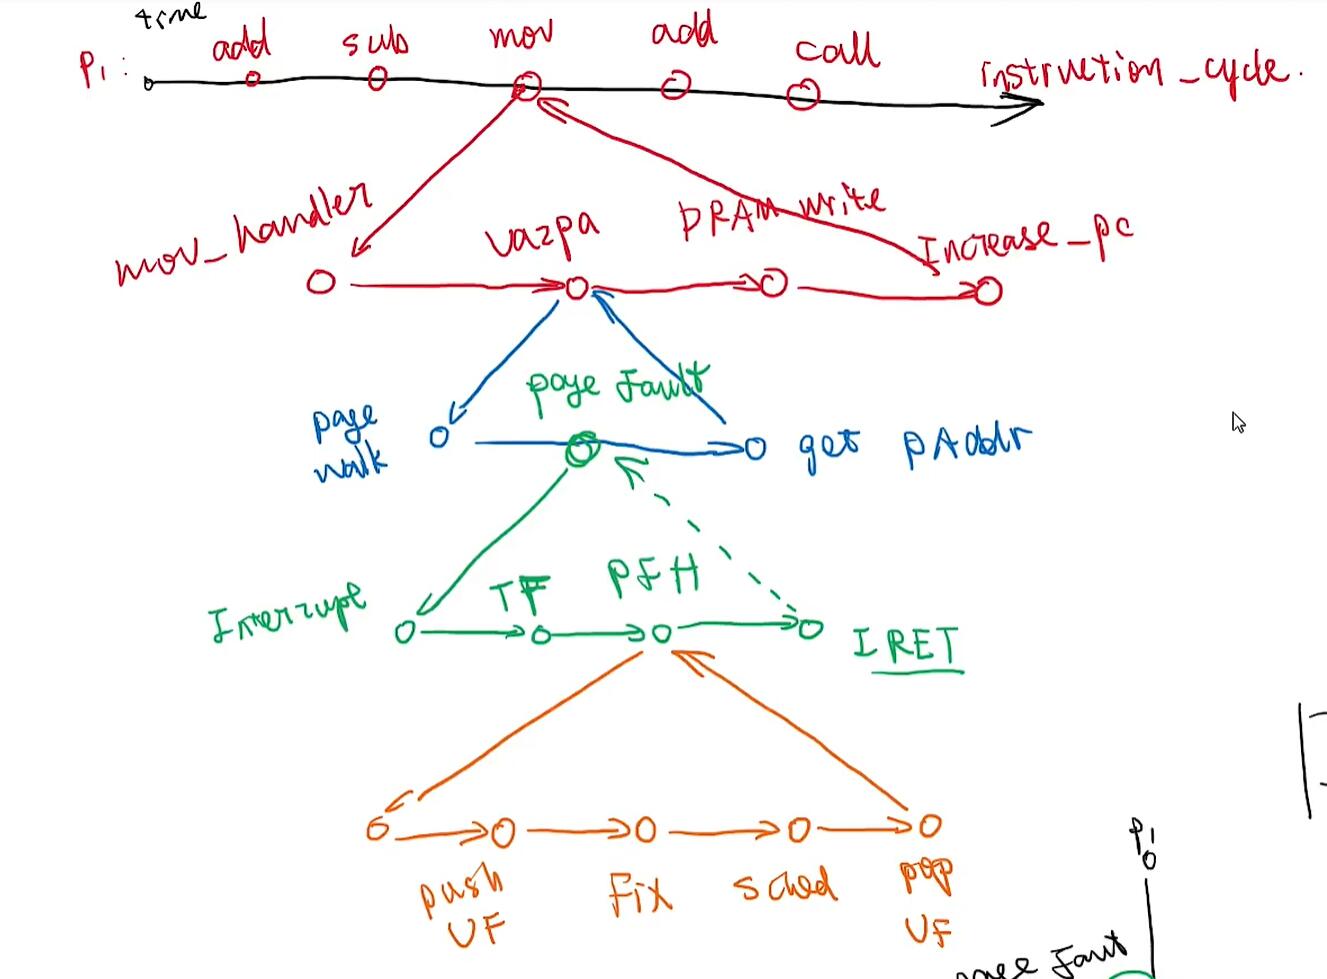 time
P1:
add
sub
mov
add
call
instruction_cycle.
mov_handler
va2pa
DRAM write
Increase_pc
page
walk
page fault
get pAddr
Interrupt
TF
PFH
IRET
push
UF
fix
sched
pop
UF
P1
page fault